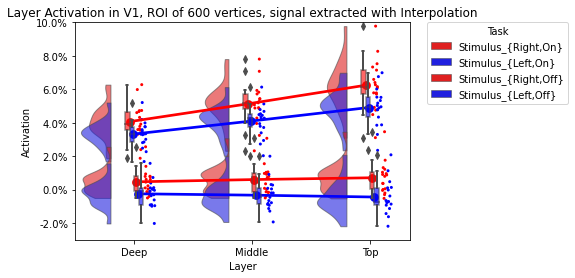 Layer Activation in V1, ROI of 600 vertices, signal extracted with Interpolation
10.0%
8.0%
6.0%
4.0%
2.0%
0.0%
-2.0%
Activation
Deep
Middle
Top
Layer
Task
Stimulus_{Right,On}
Stimulus_{Left,On}
Stimulus_{Right,Off}
Stimulus_{Left,Off}